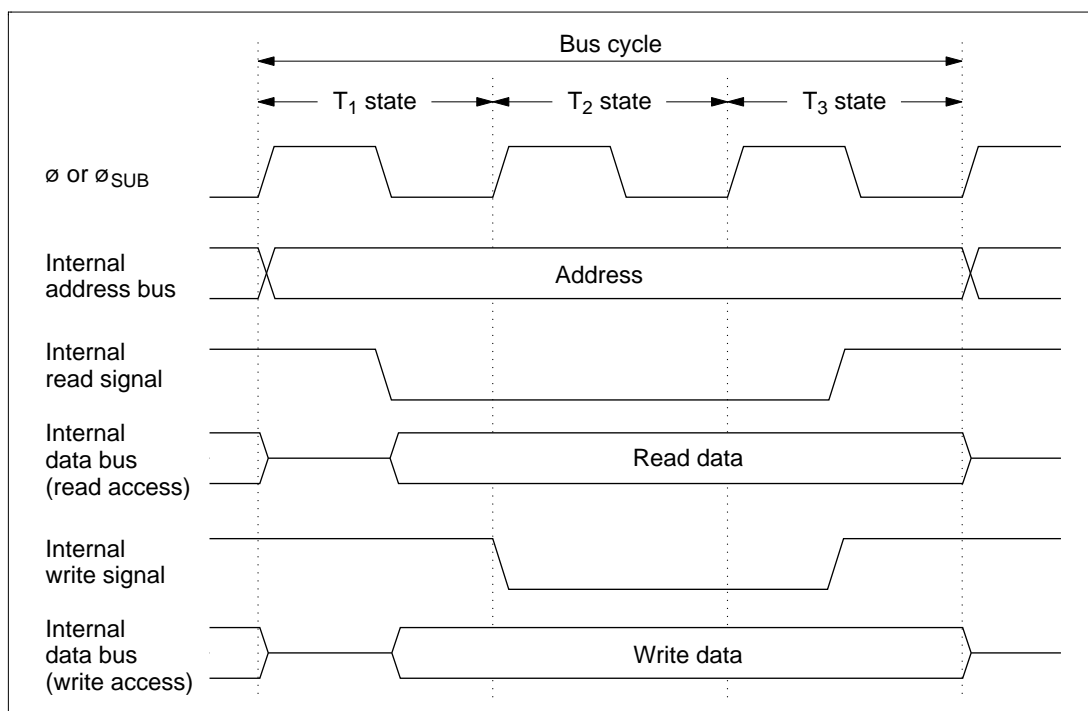 Bus cycle
T1 state
T2 state
T3 state
ø or øSUB
Internal
address bus
Address
Internal
read signal
Internal
data bus
(read access)
Read data
Internal
write signal
Internal
data bus
(write access)
Write data